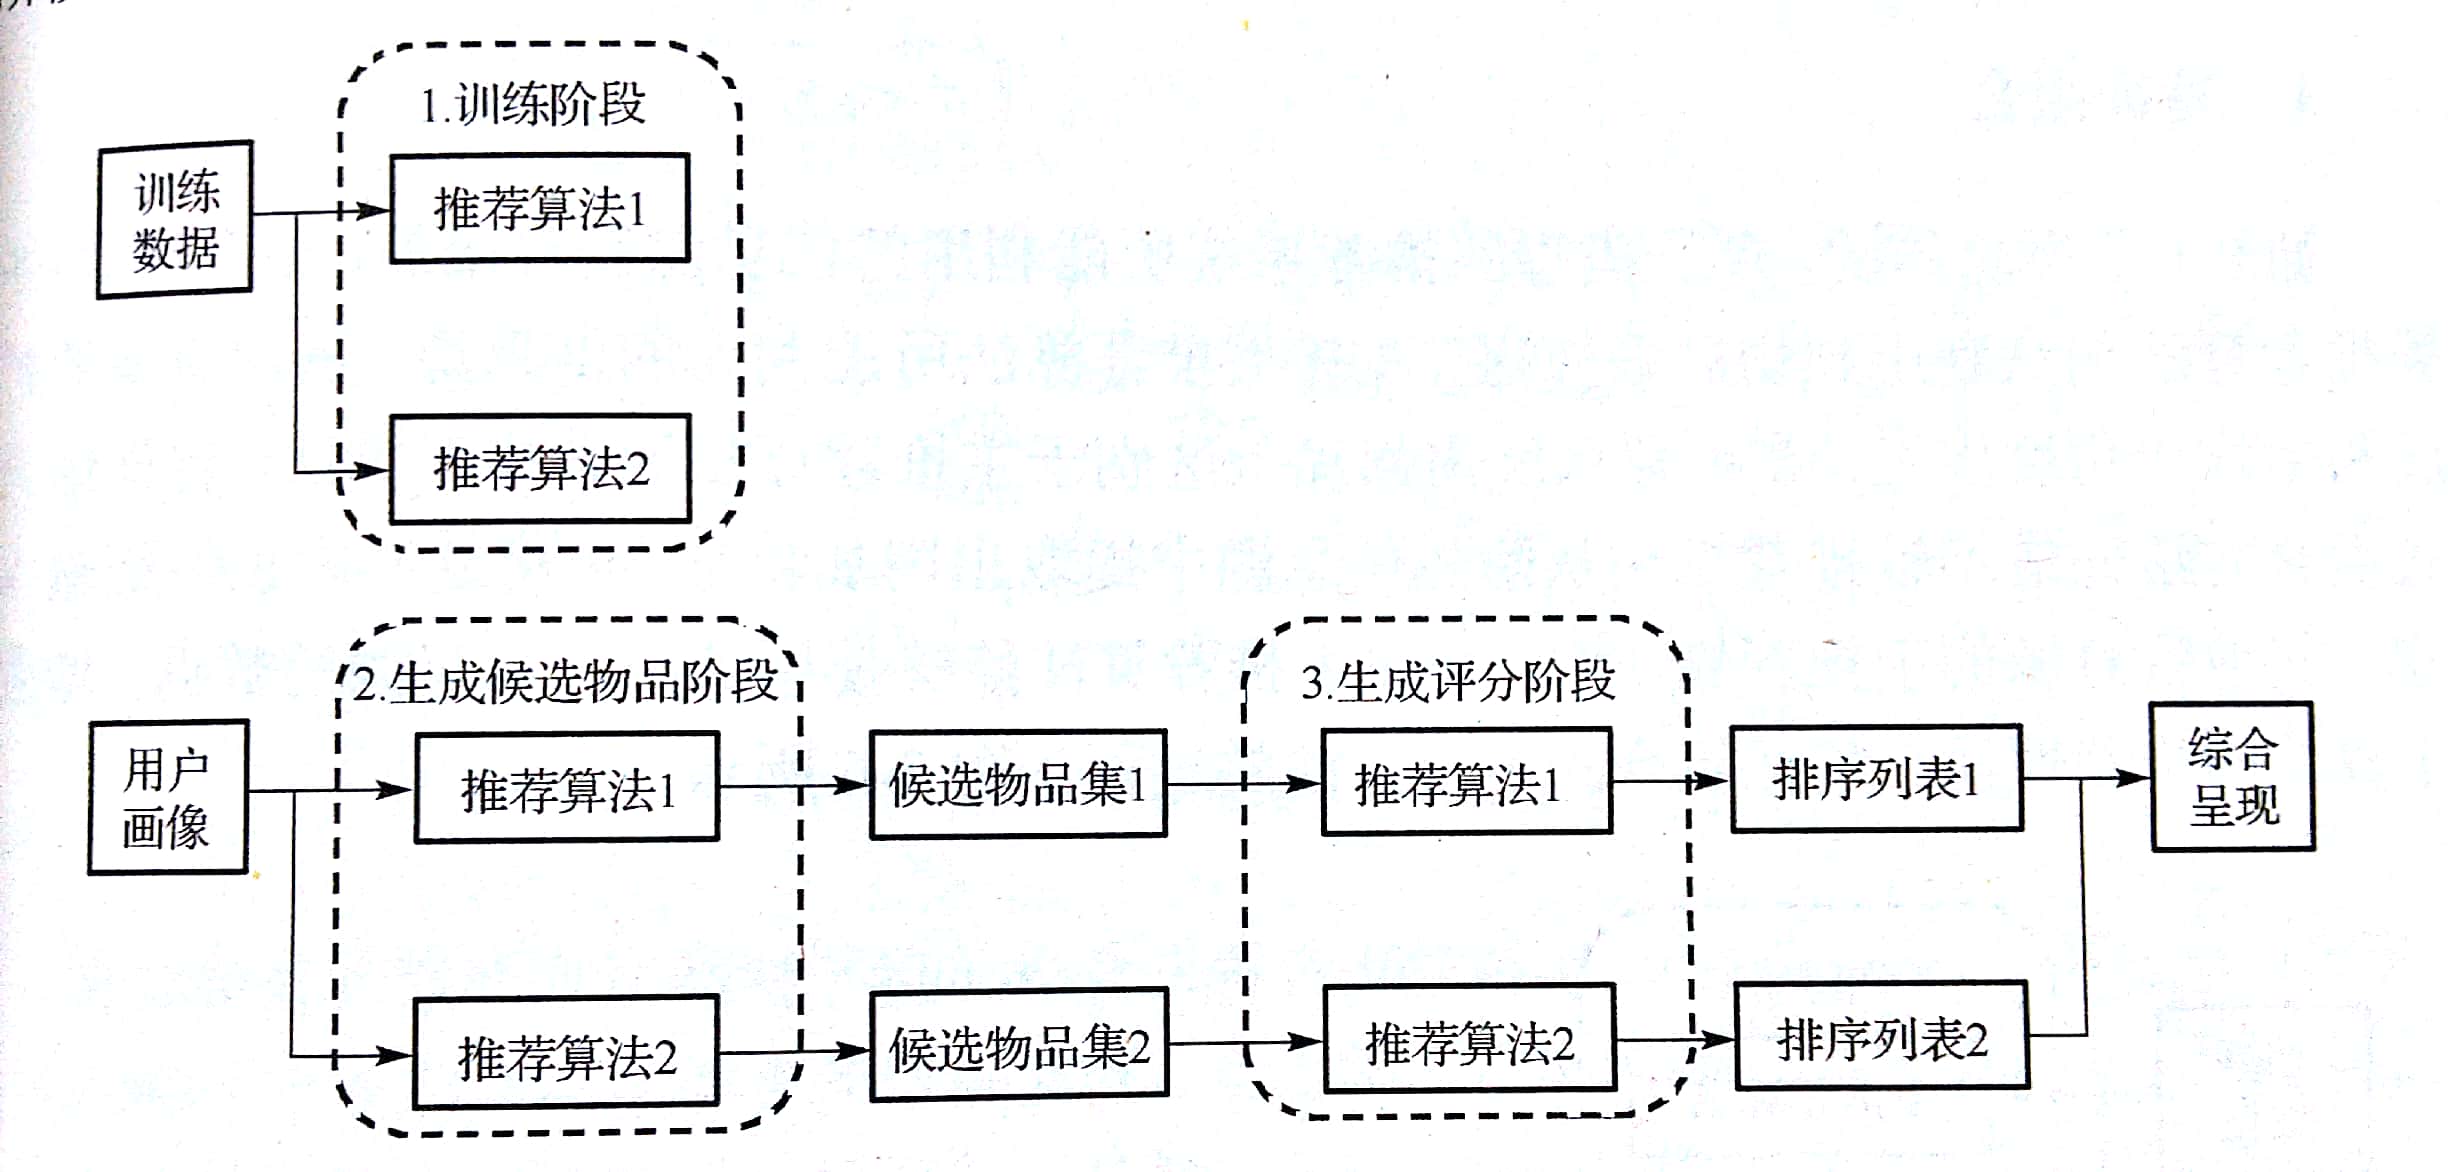 1.训练阶段
训练
数据
推荐算法1
推荐算法2
2.生成候选物品阶段
3.生成评分阶段
用户
画像
推荐算法1
候选物品集1
推荐算法1
排序列表1
综合
呈现
推荐算法2
候选物品集2
推荐算法2
排序列表2